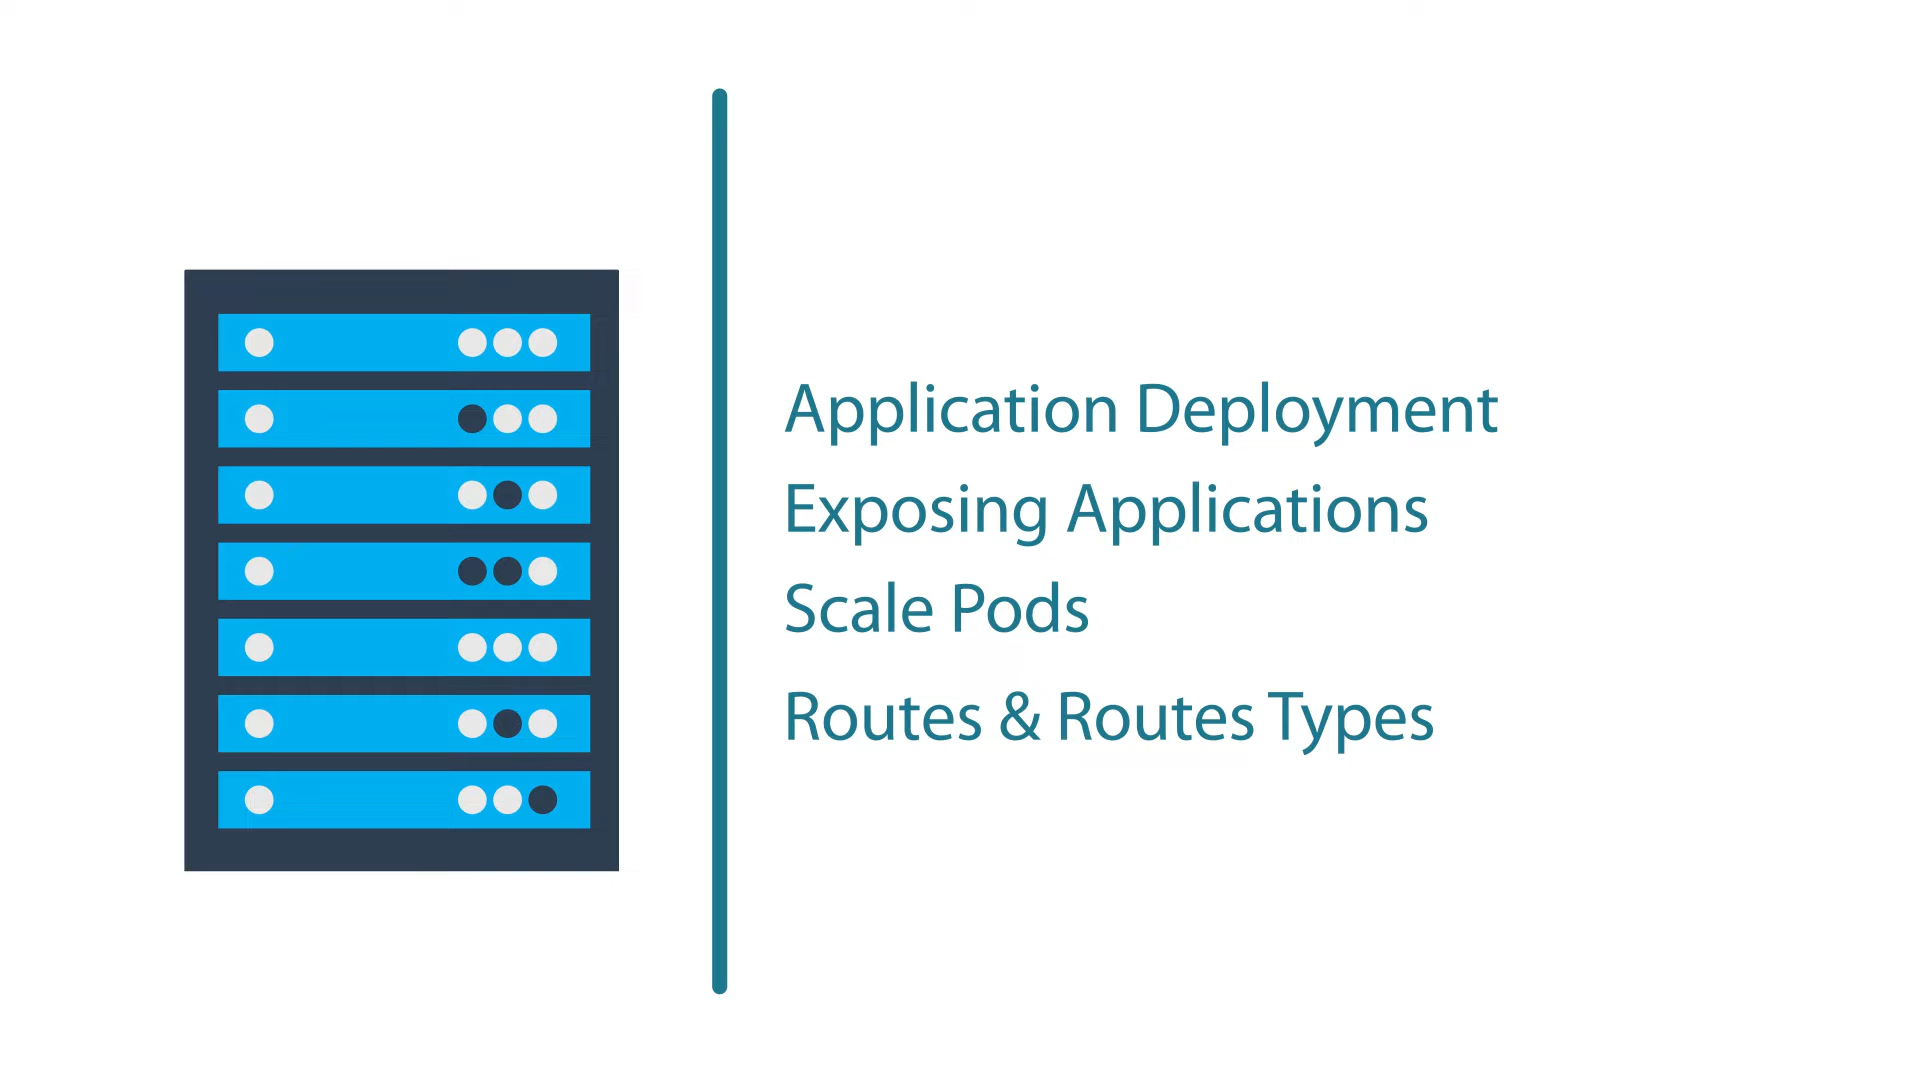 Application Deployment
Exposing Applications
Scale Pods
Routes & Routes Types